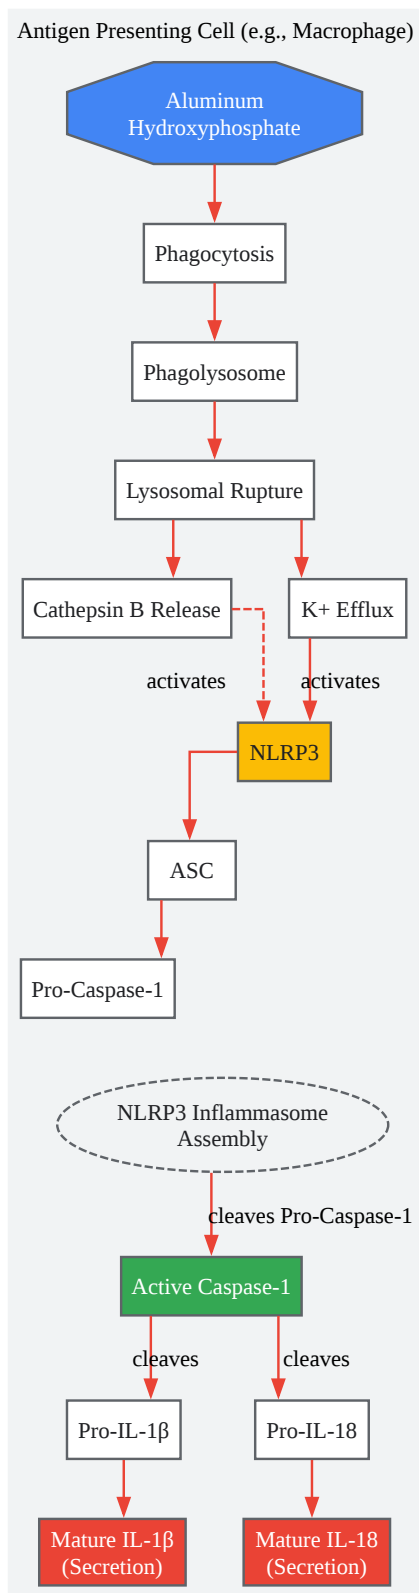 Antigen Presenting Cell (e.g., Macrophage)
Aluminum
Hydroxyphosphate
Phagocytosis
Phagolysosome
Lysosomal Rupture
Cathepsin B Release
K+ Efflux
activates
activates
NLRP3
ASC
Pro-Caspase-1
NLRP3 Inflammasome
Assembly
cleaves Pro-Caspase-1
Active Caspase-1
cleaves
cleaves
Pro-IL-1β
Pro-IL-18
Mature IL-1β
(Secretion)
Mature IL-18
(Secretion)